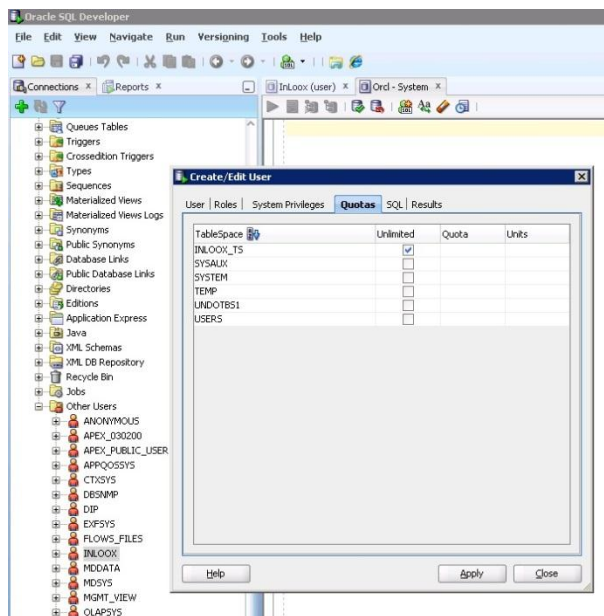 Oracle SQL Developer
File Edit View Navigate Run Versioning Tools Help
Connections x Reports x
InLoox (user) x Orcl - System x
Queues Tables
Triggers
Crossedition Triggers
Types
Sequences
Materialized Views
Materialized Views Logs
Synonyms
Public Synonyms
Database Links
Public Database Links
Directories
Editions
Application Express
Java
XML Schemas
XML DB Repository
Recycle Bin
Jobs
Other Users
ANONYMOUS
APEX_030200
APEX_PUBLIC_USER
APPQOSSYS
CTXSYS
DBSNMP
DIP
EXFSYS
FLOWS_FILES
INLOOX
MDDATA
MDSYS
MGMT_VIEW
OLAPSYS
Create/Edit User
User Roles System Privileges Quotas SQL Results
TableSpace Unlimited Quota Units
INLOOX_TS
SYSAUX
SYSTEM
TEMP
UNDOTBS1
USERS
Help Apply Close